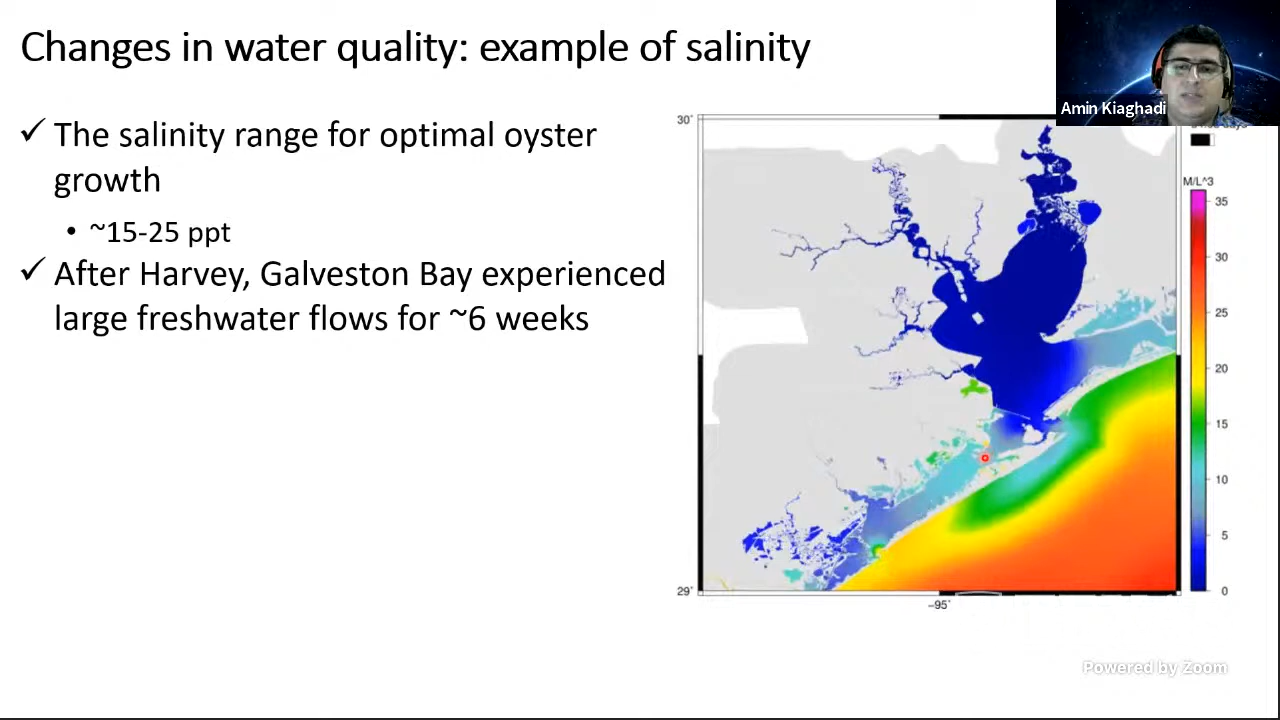 Changes in water quality: example of salinity
Amin Kiaghadi
✓ The salinity range for optimal oyster
growth
• ~15-25 ppt
✓ After Harvey, Galveston Bay experienced
large freshwater flows for ~6 weeks
30°
29°
–95°
M/L^3
35
30
25
20
15
10
5
0
Powered by Zoom